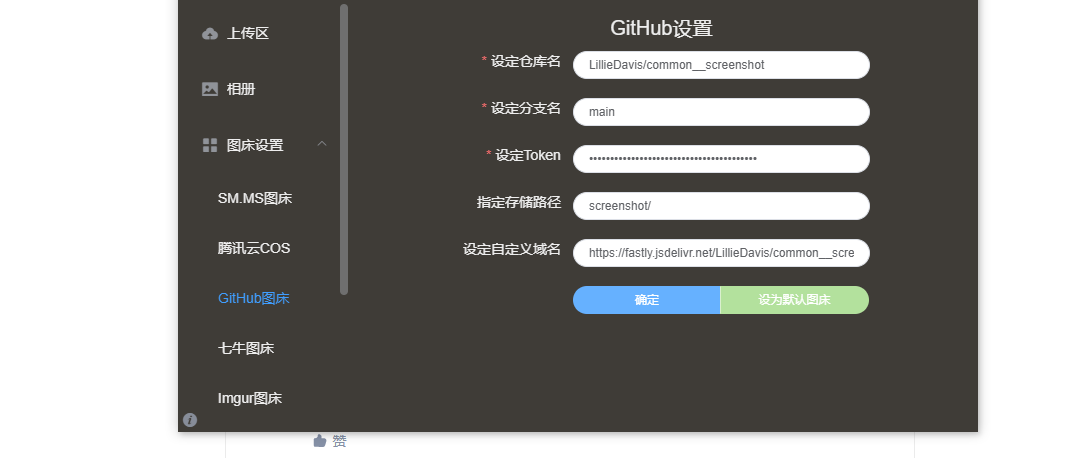 上传区
相册
图床设置
SM.MS图床
腾讯云COS
GitHub图床
七牛图床
Imgur图床
GitHub设置
* 设定仓库名 LillieDavis/common__screenshot
* 设定分支名 main
* 设定Token ••••••••••••••••••••••••••••••••••••••••
指定存储路径 screenshot/
设定自定义域名 https://fastly.jsdelivr.net/LillieDavis/common__scre
确定 设为默认图床
赞